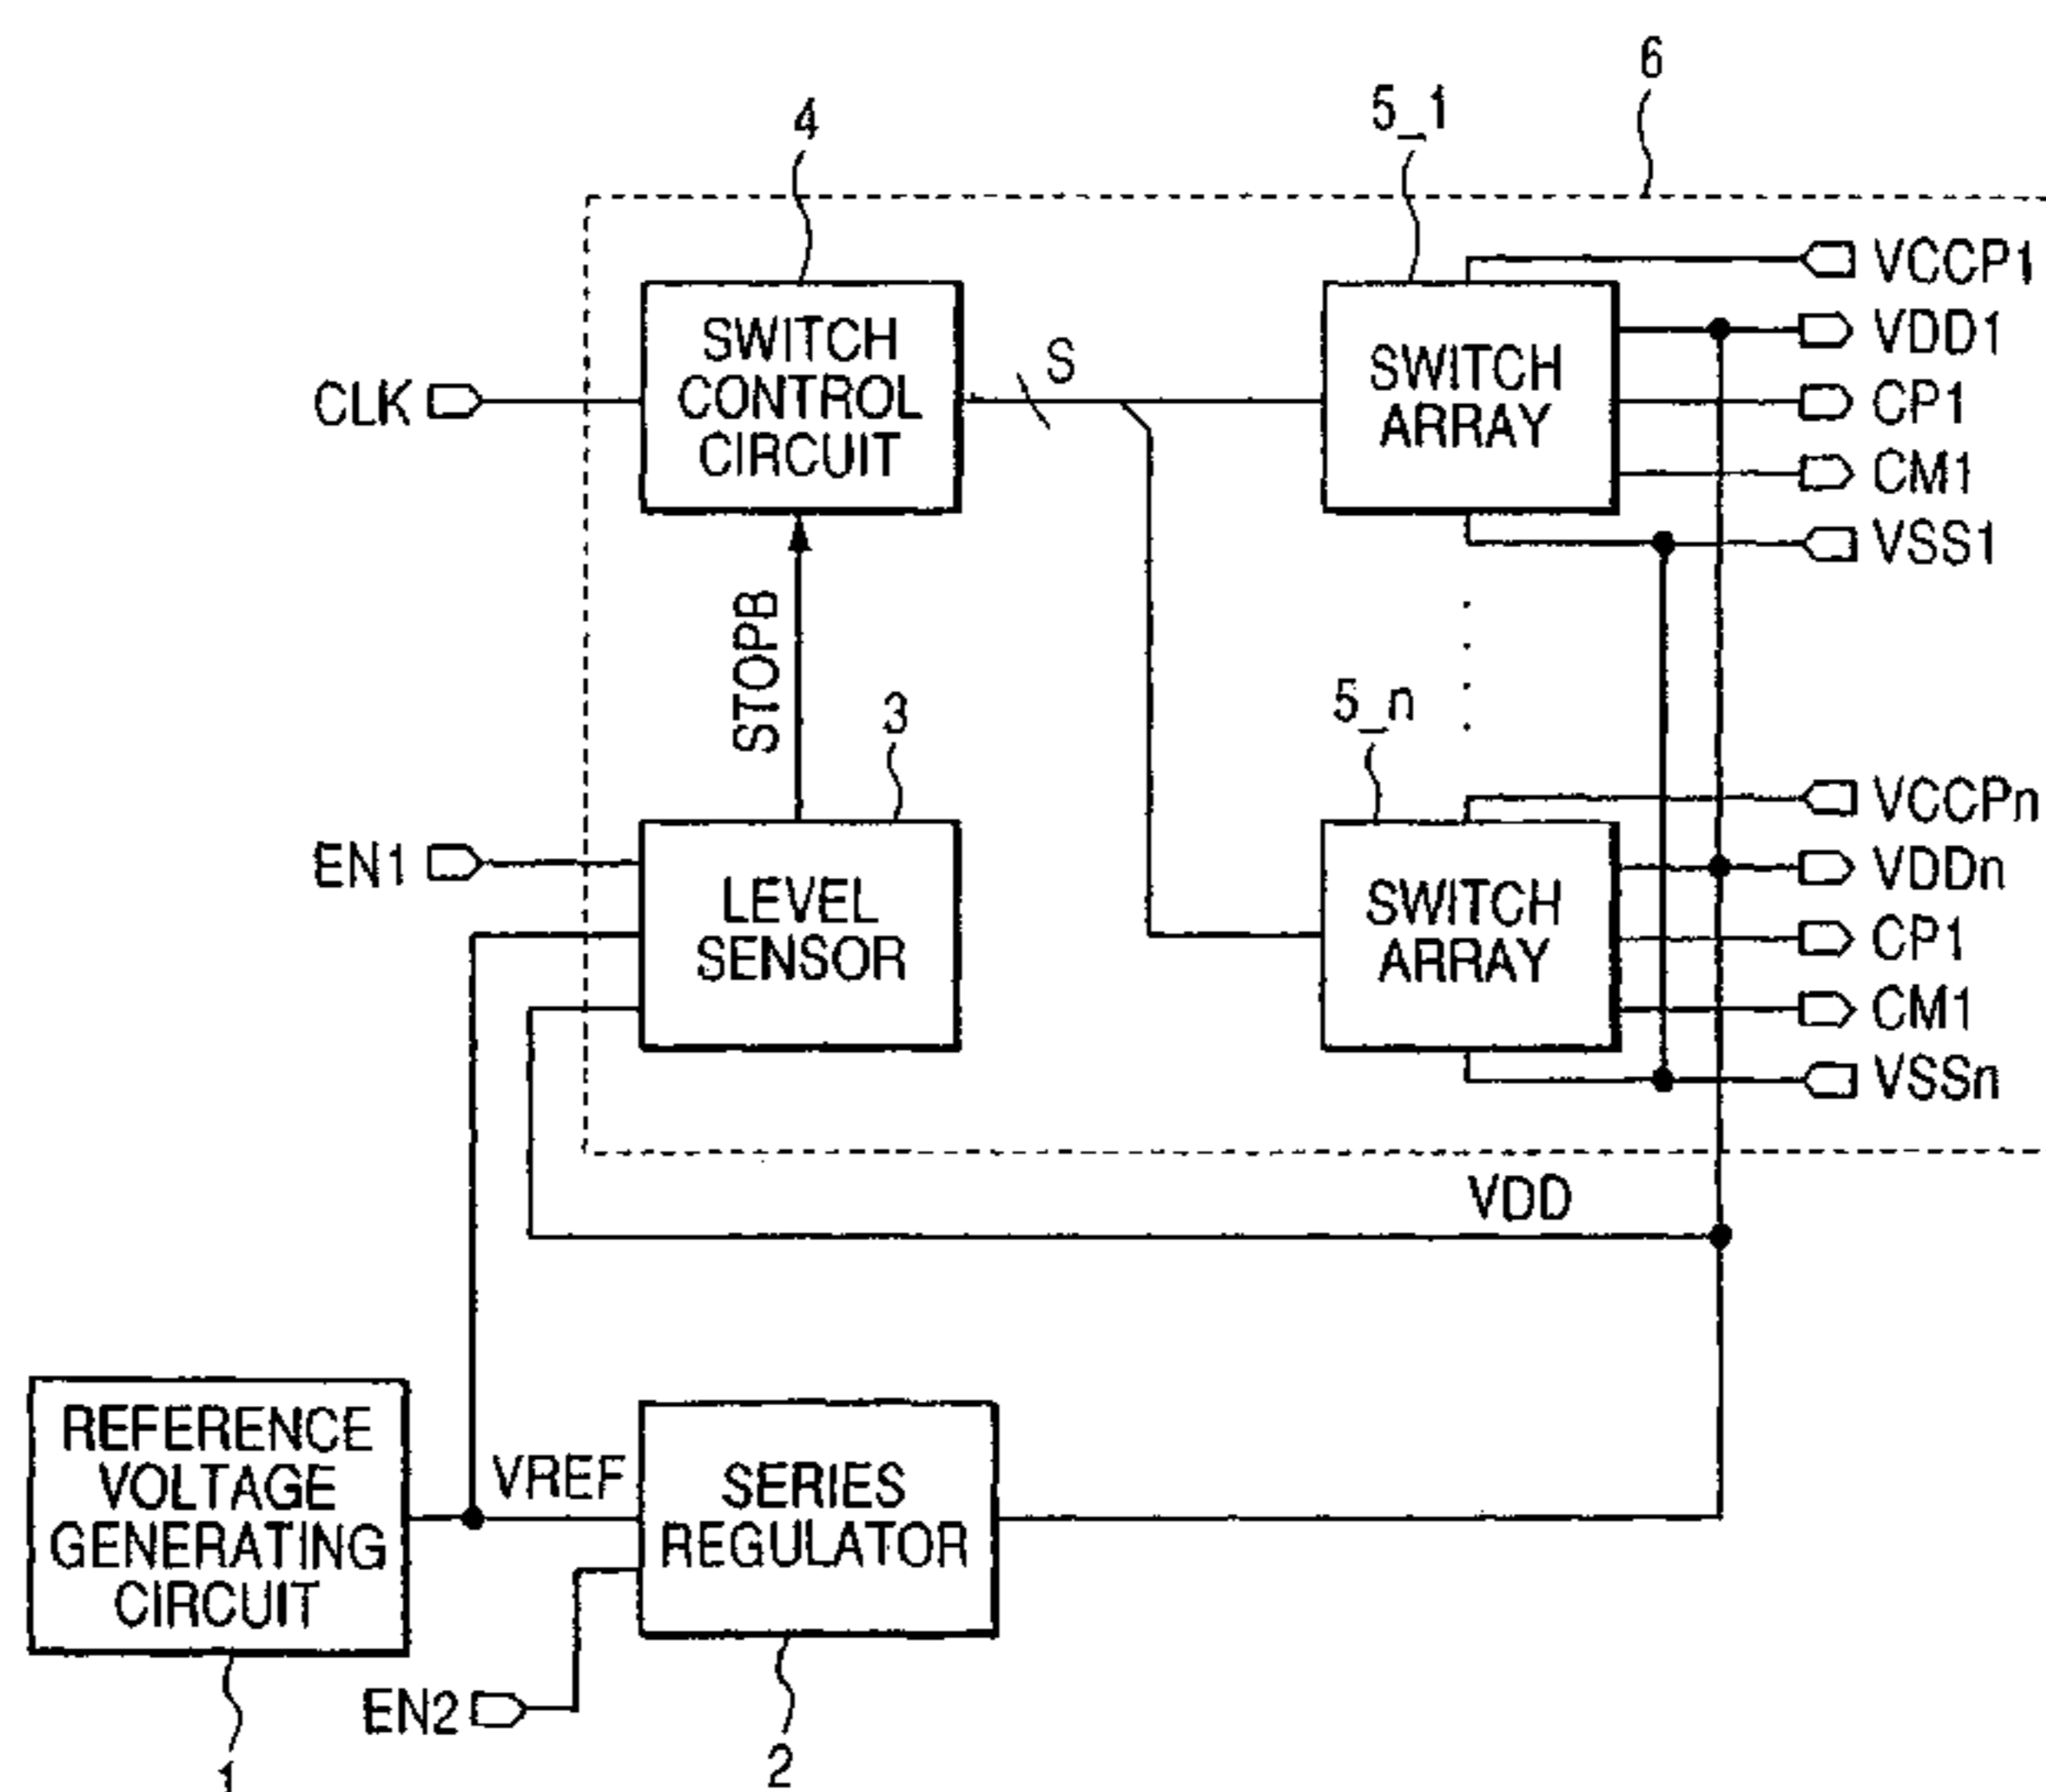 6
4
5_1
VCCP1
SWITCH
CONTROL
CIRCUIT
S
SWITCH
ARRAY
VDD1
CLK
CP1
CM1
VSS1
STOPB
3
5_n
VCCPn
EN1
LEVEL
SENSOR
SWITCH
ARRAY
VDDn
CP1
CM1
VSSn
VDD
REFERENCE
VOLTAGE
GENERATING
CIRCUIT
VREF
SERIES
REGULATOR
EN2
1
2